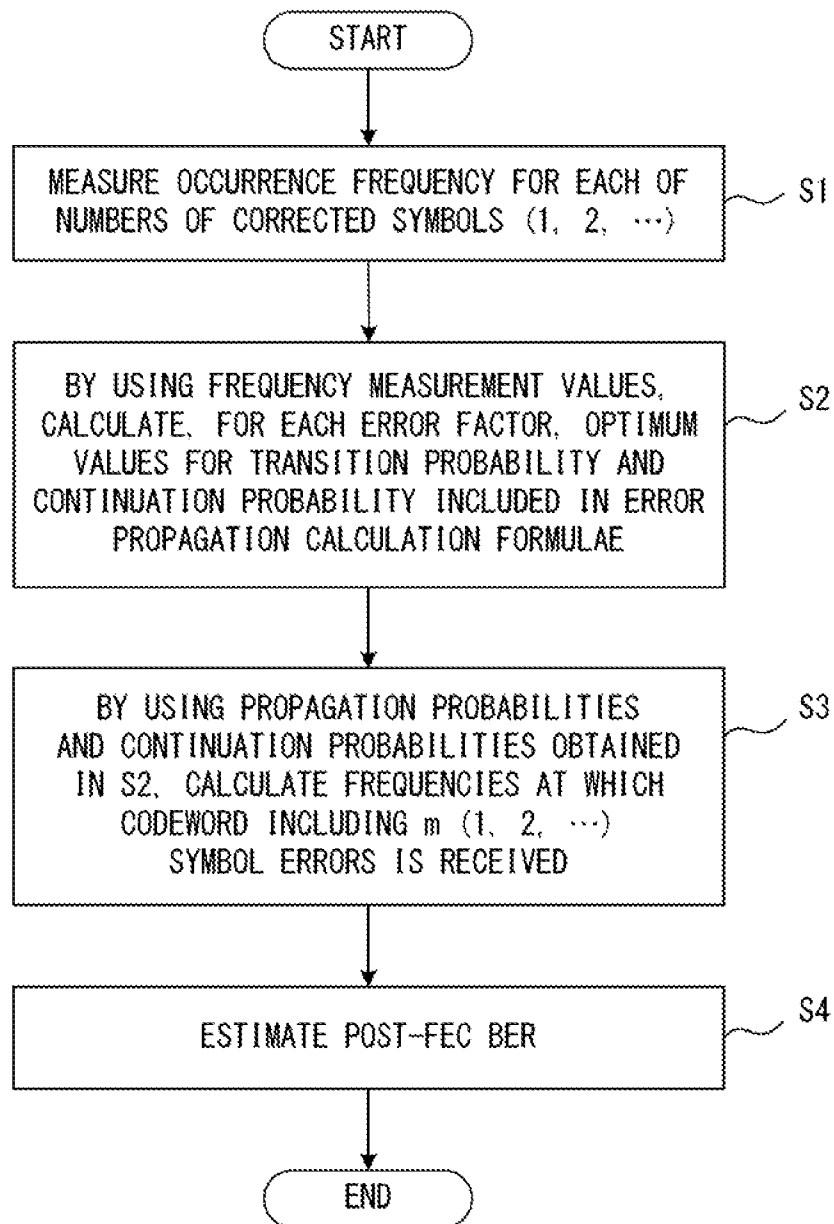 START
MEASURE OCCURRENCE FREQUENCY FOR EACH OF
NUMBERS OF CORRECTED SYMBOLS (1, 2, ⋯)
S1
BY USING FREQUENCY MEASUREMENT VALUES,
CALCULATE, FOR EACH ERROR FACTOR, OPTIMUM
VALUES FOR TRANSITION PROBABILITY AND
CONTINUATION PROBABILITY INCLUDED IN ERROR
PROPAGATION CALCULATION FORMULAE
S2
BY USING PROPAGATION PROBABILITIES
AND CONTINUATION PROBABILITIES OBTAINED
IN S2, CALCULATE FREQUENCIES AT WHICH
CODEWORD INCLUDING m (1, 2, ⋯)
SYMBOL ERRORS IS RECEIVED
S3
ESTIMATE POST-FEC BER
S4
END